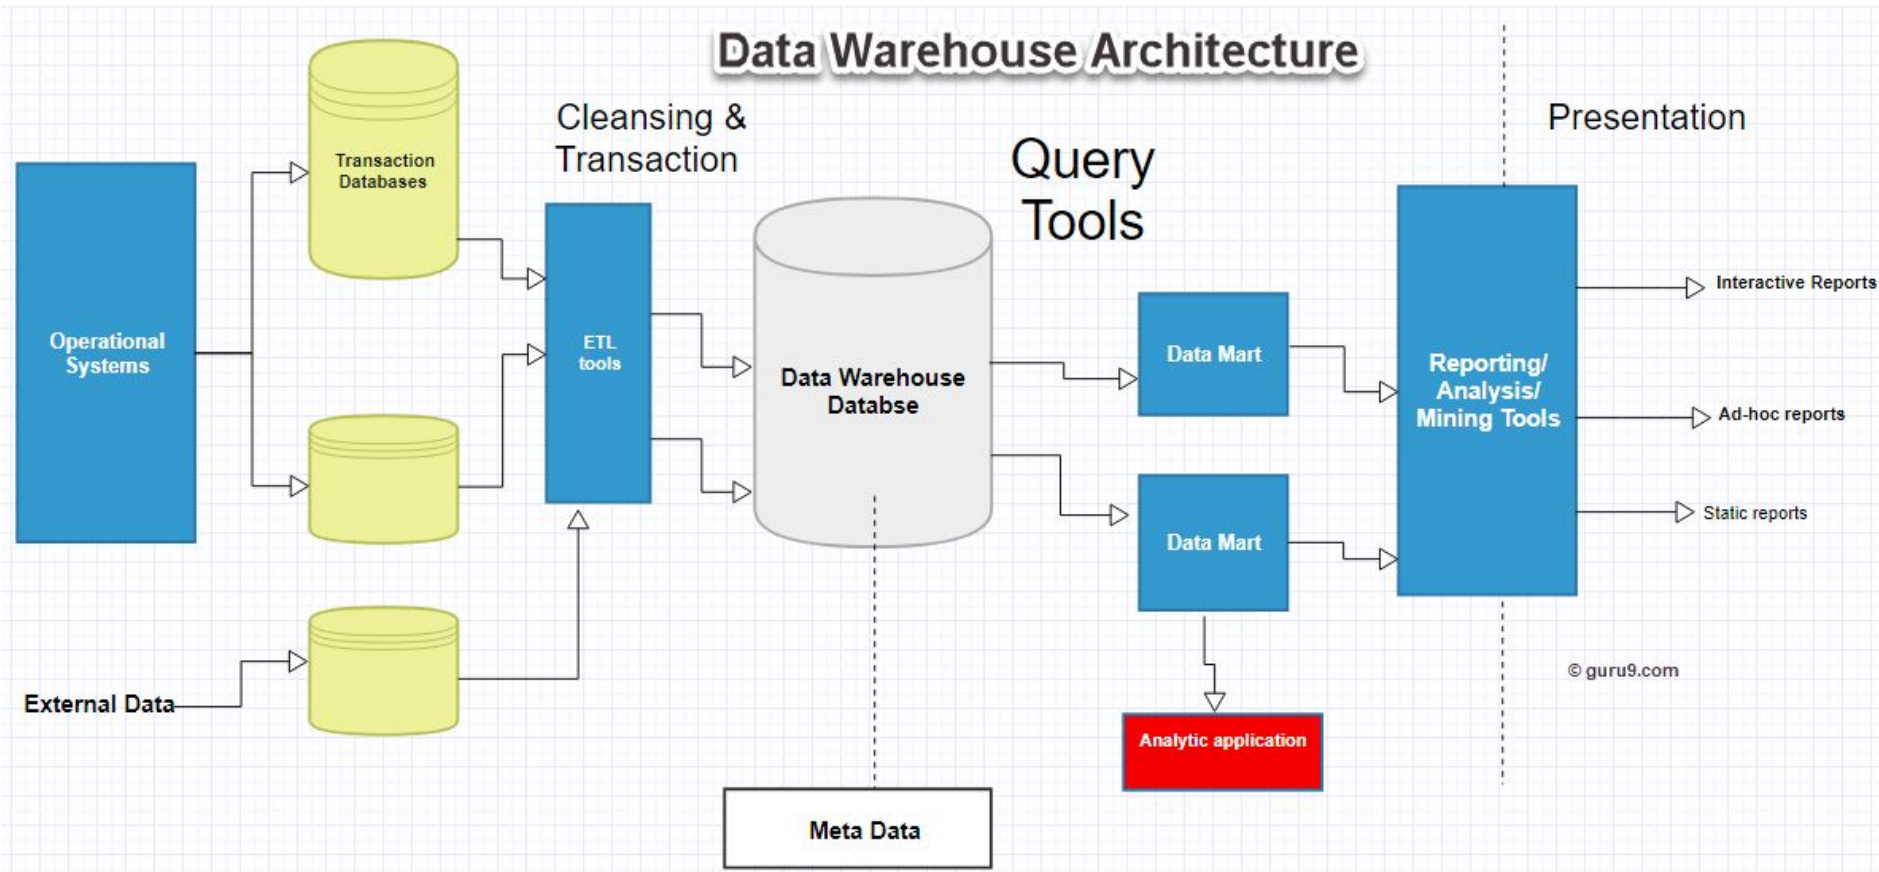 Data Warehouse Architecture
Cleansing &
Transaction
Query
Tools
Presentation
Transaction
Databases
Operational
Systems
ETL
tools
Data Warehouse
Databse
Data Mart
Data Mart
Reporting/
Analysis/
Mining Tools
Interactive Reports
Ad-hoc reports
Static reports
External Data
© guru9.com
Analytic application
Meta Data